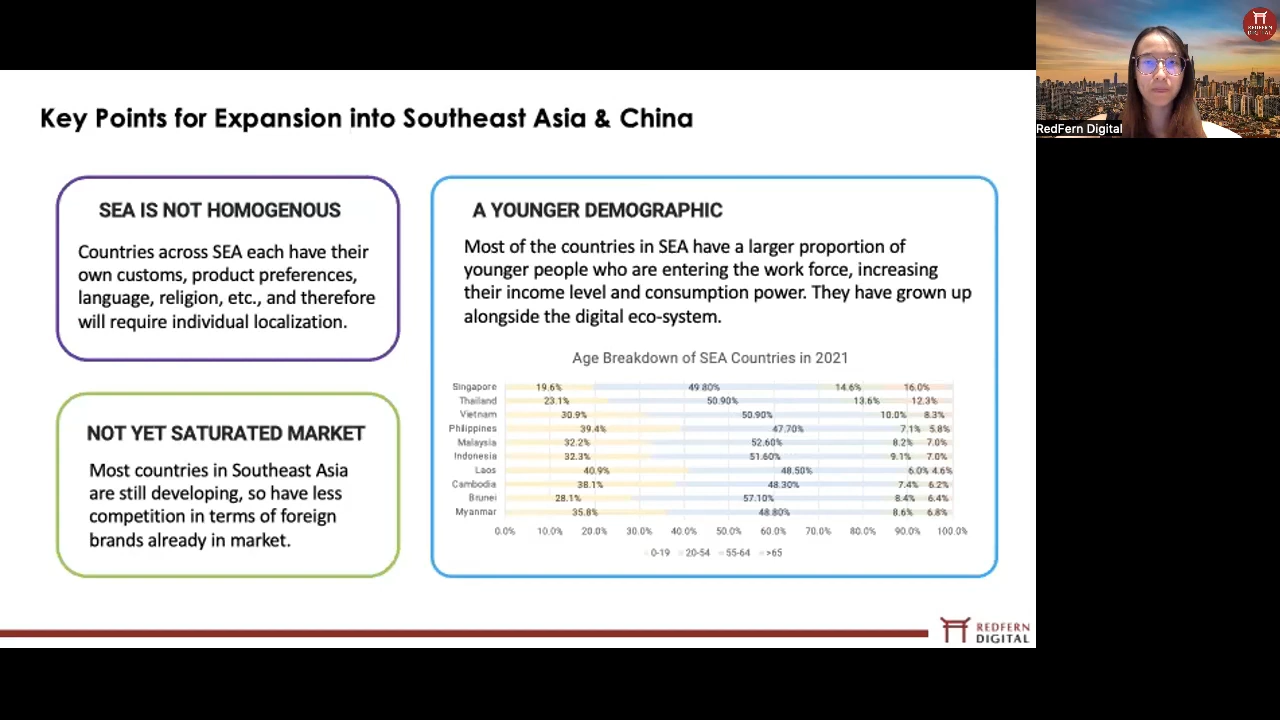 Key Points for Expansion into Southeast Asia & China
SEA IS NOT HOMOGENOUS
Countries across SEA each have their
own customs, product preferences,
language, religion, etc., and therefore
will require individual localization.
NOT YET SATURATED MARKET
Most countries in Southeast Asia
are still developing, so have less
competition in terms of foreign
brands already in market.
A YOUNGER DEMOGRAPHIC
Most of the countries in SEA have a larger proportion of
younger people who are entering the work force, increasing
their income level and consumption power. They have grown up
alongside the digital eco-system.
Age Breakdown of SEA Countries in 2021
Singapore 19.6% 49.80% 14.6% 16.0%
Thailand 23.1% 50.90% 13.6% 12.3%
Vietnam 30.9% 50.90% 10.0% 8.3%
Philippines 39.4% 47.70% 7.1% 5.8%
Malaysia 32.2% 52.60% 8.2% 7.0%
Indonesia 32.3% 51.60% 9.1% 7.0%
Laos 40.9% 48.50% 6.0% 4.6%
Cambodia 38.1% 48.30% 7.4% 6.2%
Brunei 28.1% 57.10% 8.4% 6.4%
Myanmar 35.8% 48.80% 8.6% 6.8%
0.0% 10.0% 20.0% 30.0% 40.0% 50.0% 60.0% 70.0% 80.0% 90.0% 100.0%
0-19 20-54 55-64 >65
REDFERN
DIGITAL
REDFERN
DIGITAL
RedFern Digital